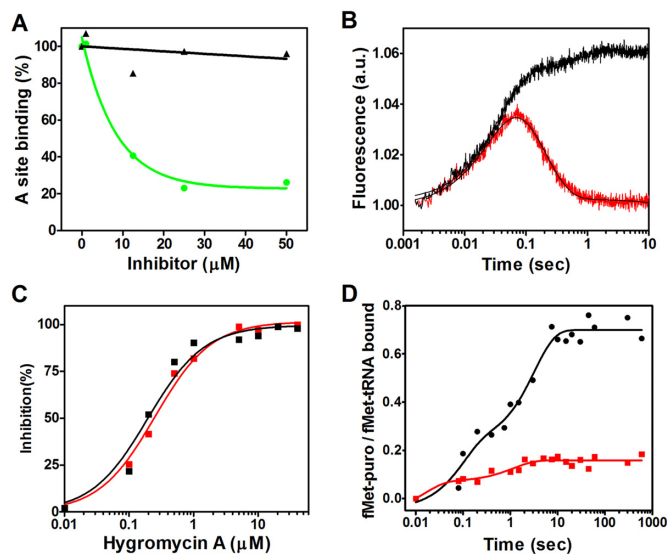 A
A site binding (%)
100
80
60
40
20
0
0 10 20 30 40 50
Inhibitor (μM)
B
Fluorescence (a.u.)
1.06
1.04
1.02
1.00
0.001 0.01 0.1 1 10
Time (sec)
C
Inhibition(%)
100
75
50
25
0
0.01 0.1 1 10
Hygromycin A (μM)
D
fMet-puro / fMet-tRNA bound
0.8
0.6
0.4
0.2
0.0
0.01 0.1 1 10 100 1000
Time (sec)